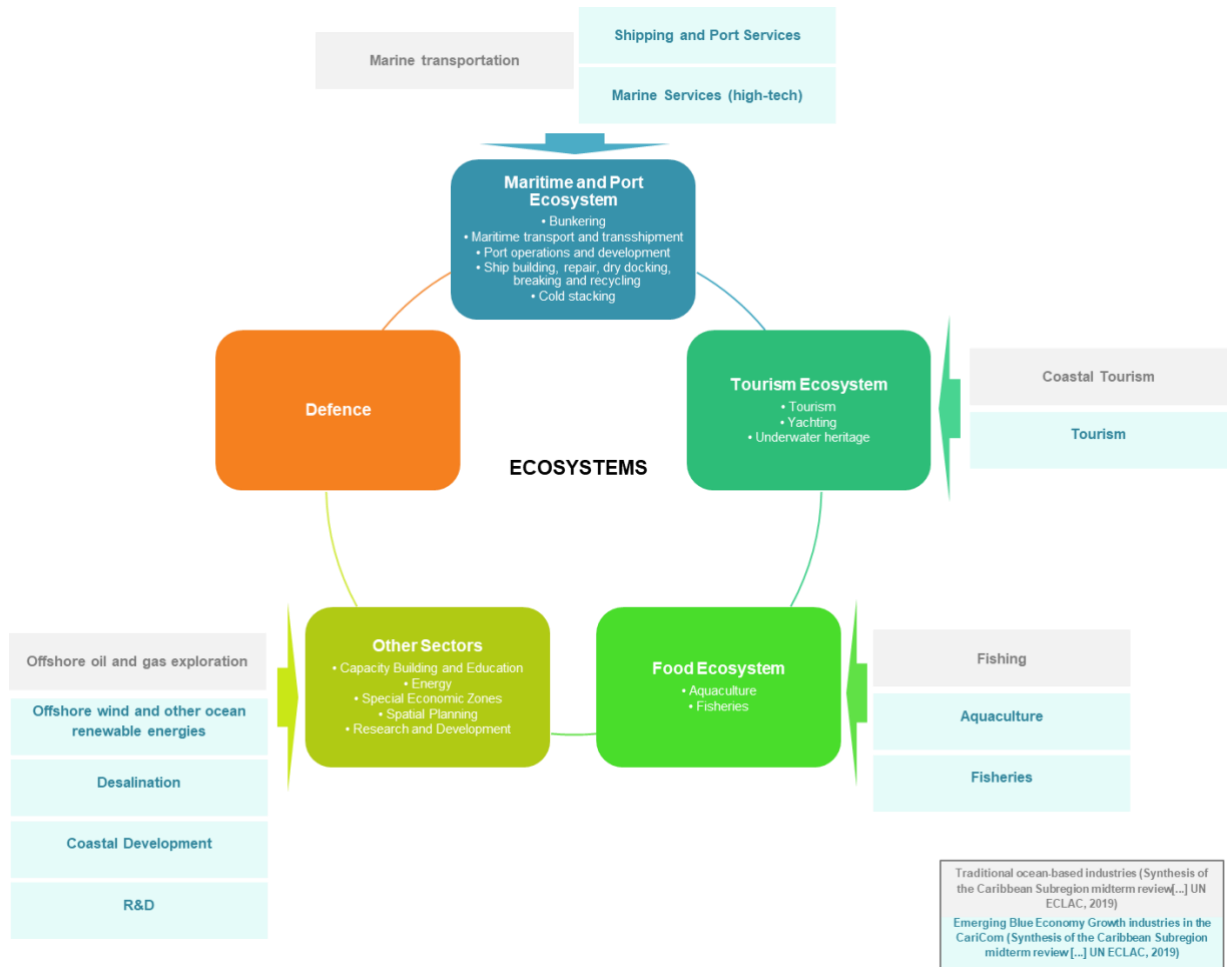 Marine transportation
Shipping and Port Services
Marine Services (high-tech)
Maritime and Port
Ecosystem
• Bunkering
• Maritime transport and transshipment
• Port operations and development
• Ship building, repair, dry docking,
breaking and recycling
• Cold stacking
Defence
Tourism Ecosystem
• Tourism
• Yachting
• Underwater heritage
Coastal Tourism
Tourism
ECOSYSTEMS
Offshore oil and gas exploration
Offshore wind and other ocean
renewable energies
Desalination
Coastal Development
R&D
Other Sectors
• Capacity Building and Education
• Energy
• Special Economic Zones
• Spatial Planning
• Research and Development
Food Ecosystem
• Aquaculture
• Fisheries
Fishing
Aquaculture
Fisheries
Traditional ocean-based industries (Synthesis of
the Caribbean Subregion midterm review[...] UN
ECLAC, 2019)
Emerging Blue Economy Growth industries in the
CariCom (Synthesis of the Caribbean Subregion
midterm review [...] UN ECLAC, 2019)